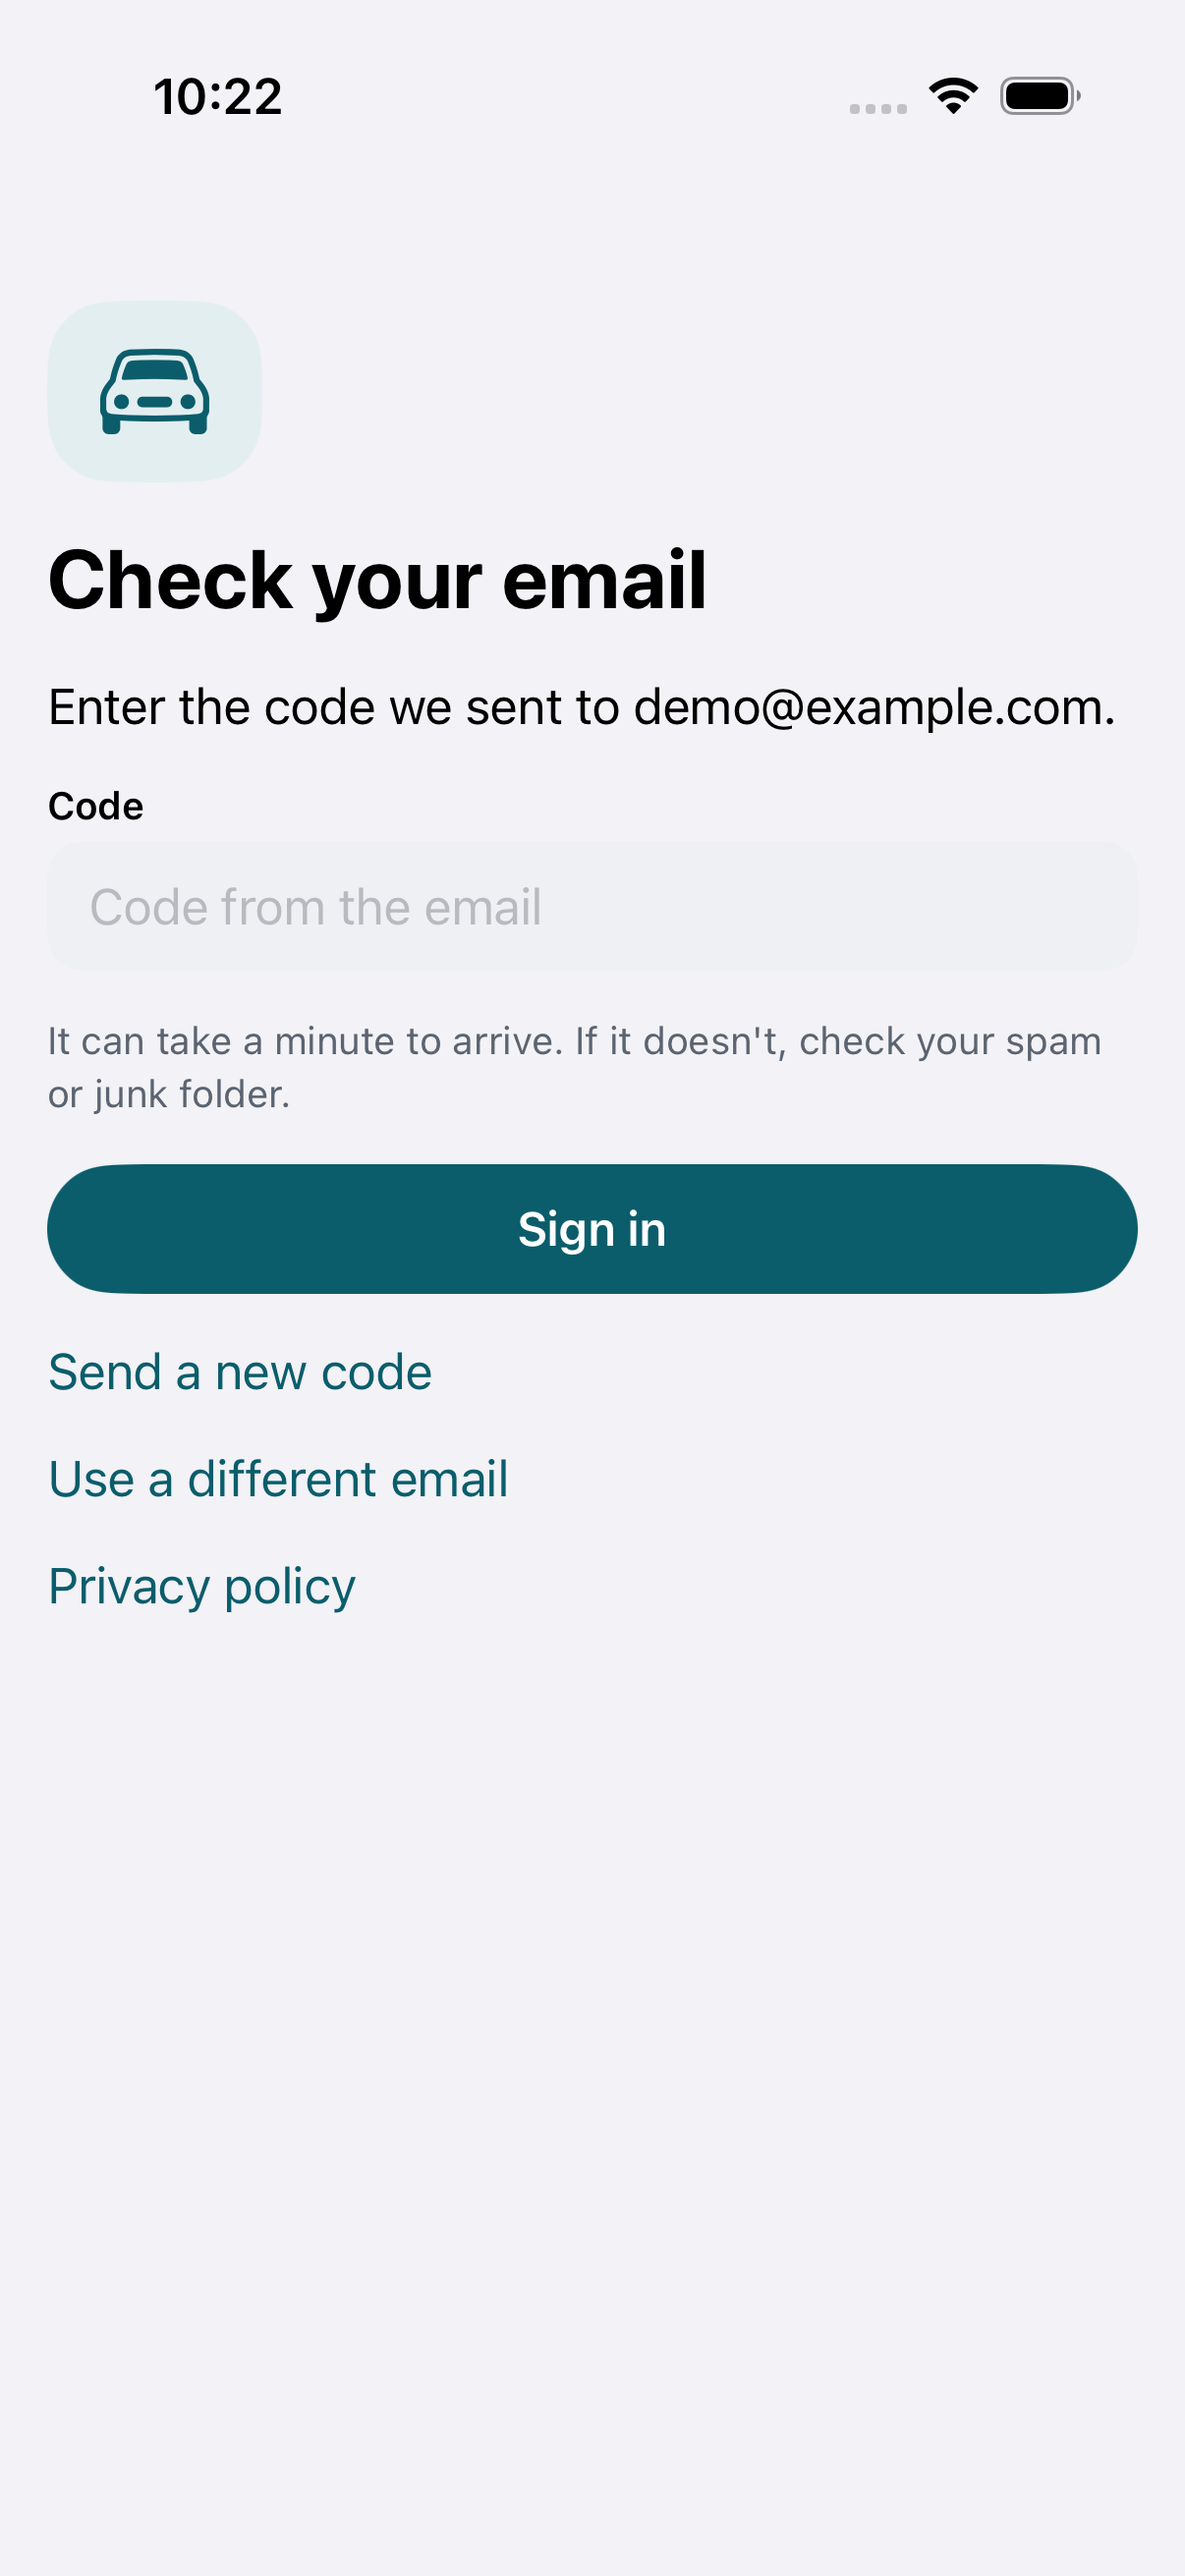 10:22
Check your email
Enter the code we sent to demo@example.com.
Code
Code from the email
It can take a minute to arrive. If it doesn't, check your spam
or junk folder.
Sign in
Send a new code
Use a different email
Privacy policy